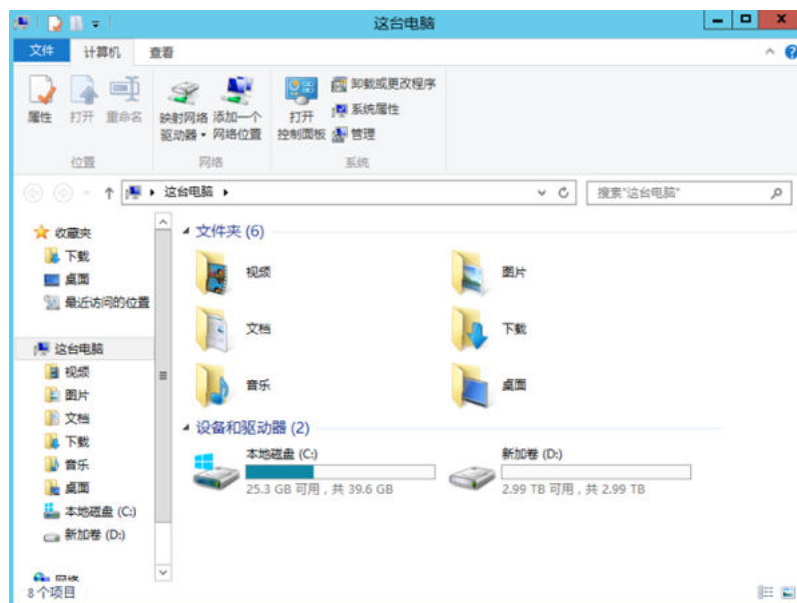 这台电脑
文件 计算机 查看
属性 打开 重命名 映射网络驱动器 添加一个网络位置 打开控制面板 卸载或更改程序
系统属性
管理
位置 网络 系统
这台电脑 搜索"这台电脑"
收藏夹
下载
桌面
最近访问的位置
这台电脑
视频
图片
文档
下载
音乐
桌面
本地磁盘 (C:)
新加卷 (D:)
网络
文件夹 (6)
视频 图片
文档 下载
音乐 桌面
设备和驱动器 (2)
本地磁盘 (C:) 新加卷 (D:)
25.3 GB 可用，共 39.6 GB 2.99 TB 可用，共 2.99 TB
8个项目